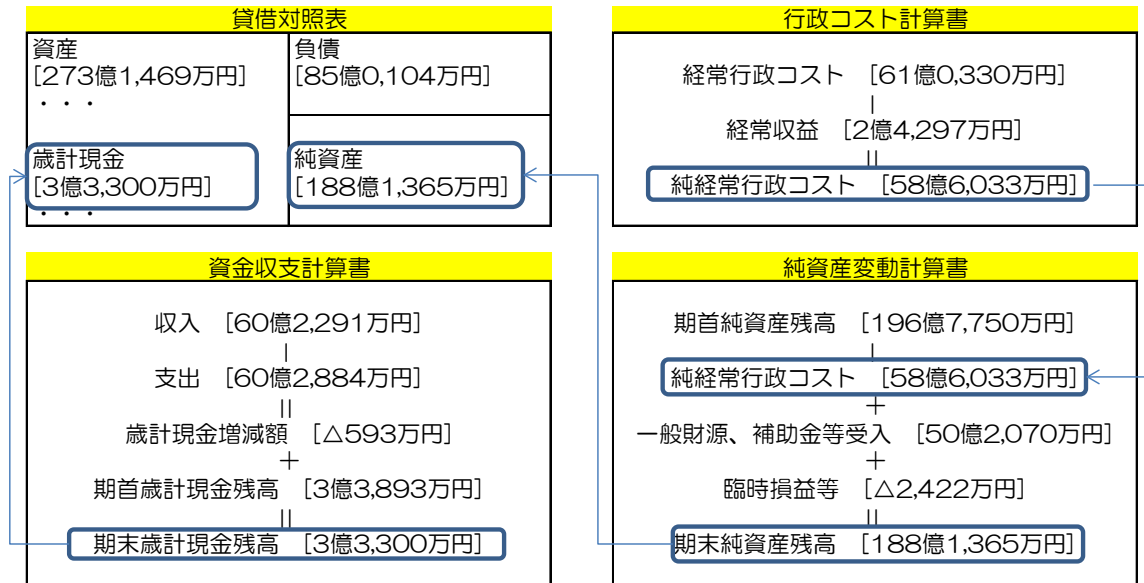 貸借対照表
資産
[273億1,469万円]
・・・
歳計現金
[3億3,300万円]
・・・
負債
[85億0,104万円]
純資産
[188億1,365万円]
行政コスト計算書
経常行政コスト [61億0,330万円]
|
経常収益 [2億4,297万円]
||
純経常行政コスト [58億6,033万円]
資金収支計算書
収入 [60億2,291万円]
|
支出 [60億2,884万円]
||
歳計現金増減額 [△593万円]
＋
期首歳計現金残高 [3億3,893万円]
||
期末歳計現金残高 [3億3,300万円]
純資産変動計算書
期首純資産残高 [196億7,750万円]
|
純経常行政コスト [58億6,033万円]
＋
一般財源、補助金等受入 [50億2,070万円]
＋
臨時損益等 [△2,422万円]
||
期末純資産残高 [188億1,365万円]